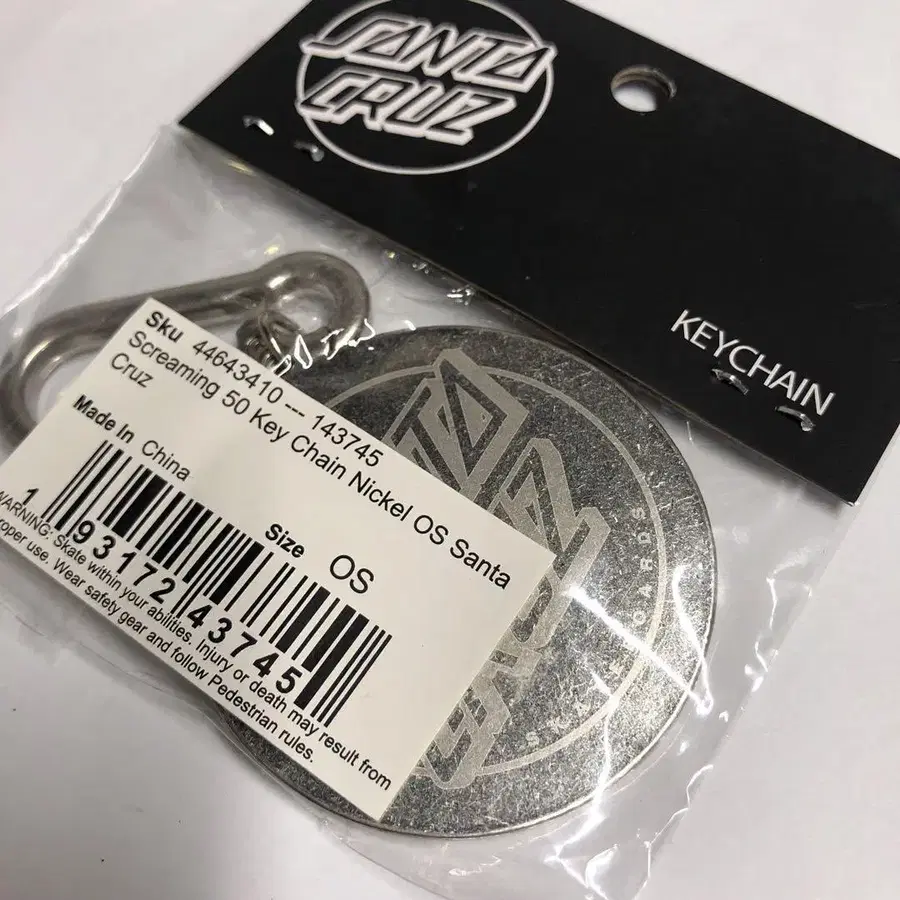 SANTA
CRUZ
KEYCHAIN
Sku 44643410 --- 143745
Screaming 50 Key Chain Nickel OS Santa
Cruz
Made In China
Size OS
1 93172 43745
WARNING: Skate within your abilities. Injury or death may result from
roper use. Wear safety gear and follow Pedestrian rules.